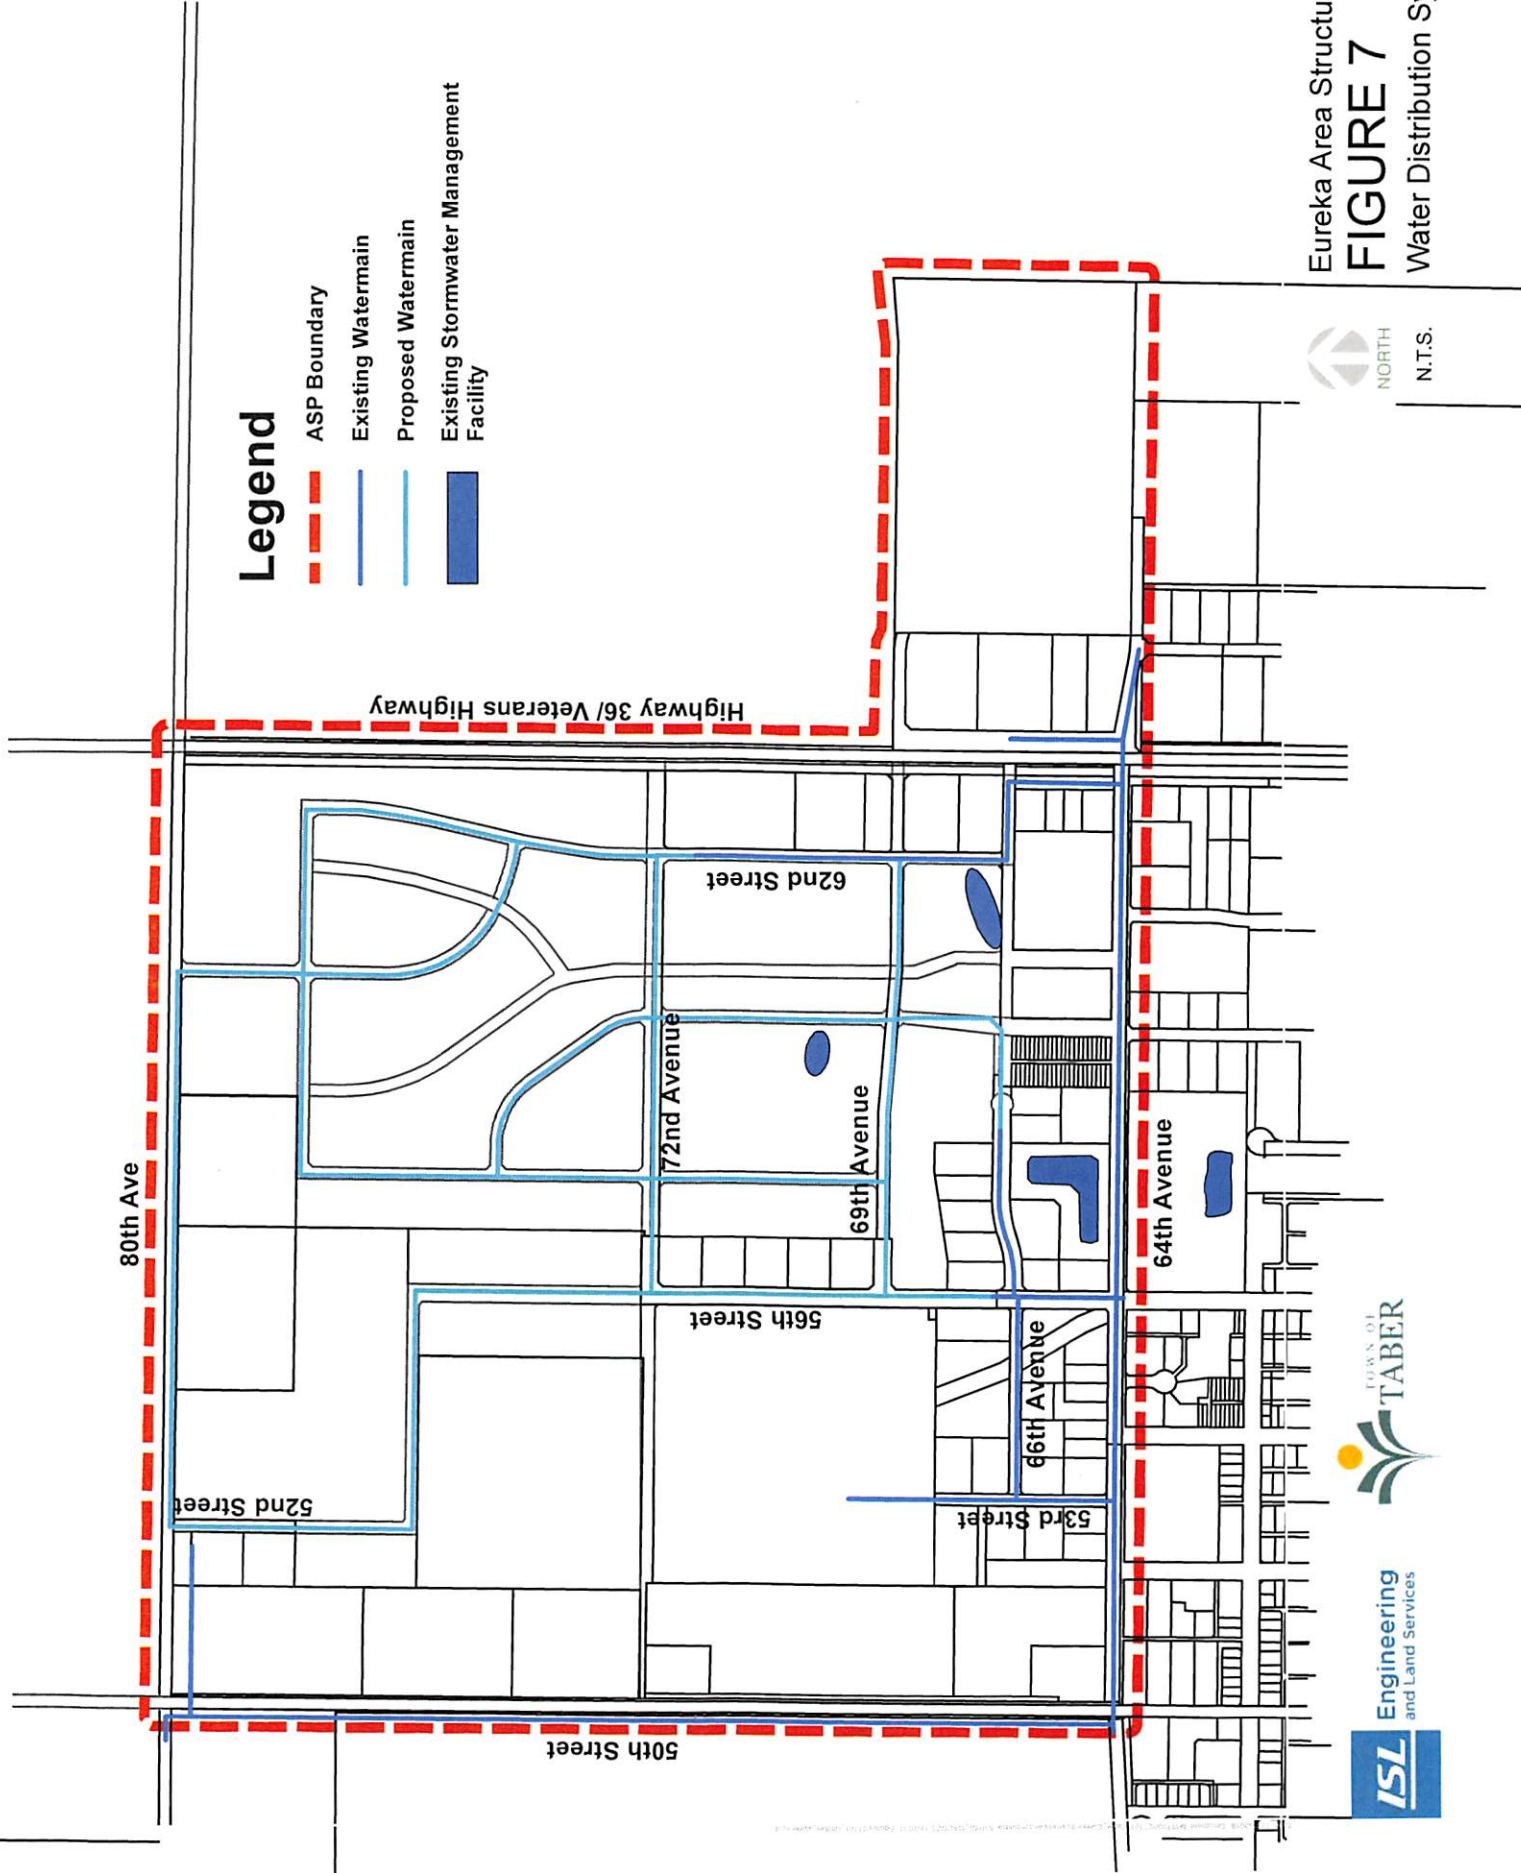 Legend
ASP Boundary
Existing Watermain
Proposed Watermain
Existing Stormwater Management
Facility
80th Ave
Highway 36/ Veterans Highway
52nd Street
62nd Street
72nd Avenue
56th Street
69th Avenue
50th Street
53rd Street
66th Avenue
64th Avenue
ISL Engineering
and Land Services
TOWN OF
TABER
NORTH
N.T.S.
Eureka Area Structu
FIGURE 7
Water Distribution Sy